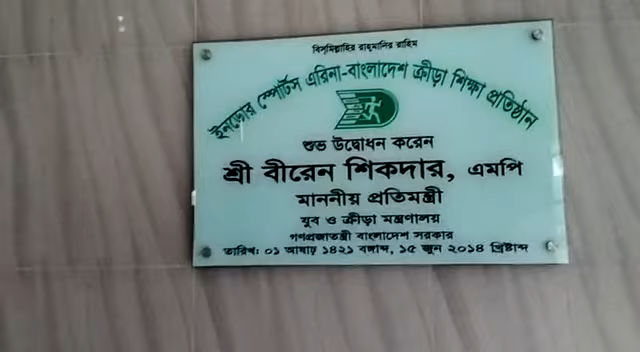 বিসমিল্লাহির রাহমানির রাহিম
ইনডোর স্পোর্টস এরিনা-বাংলাদেশ ক্রীড়া শিক্ষা প্রতিষ্ঠান
শুভ উদ্বোধন করেন
শ্রী বীরেন শিকদার, এমপি
মাননীয় প্রতিমন্ত্রী
যুব ও ক্রীড়া মন্ত্রণালয়
গণপ্রজাতন্ত্রী বাংলাদেশ সরকার
তারিখ: ০১ আষাঢ় ১৪২১ বঙ্গাব্দ, ১৫ জুন ২০১৪ খ্রিষ্টাব্দ